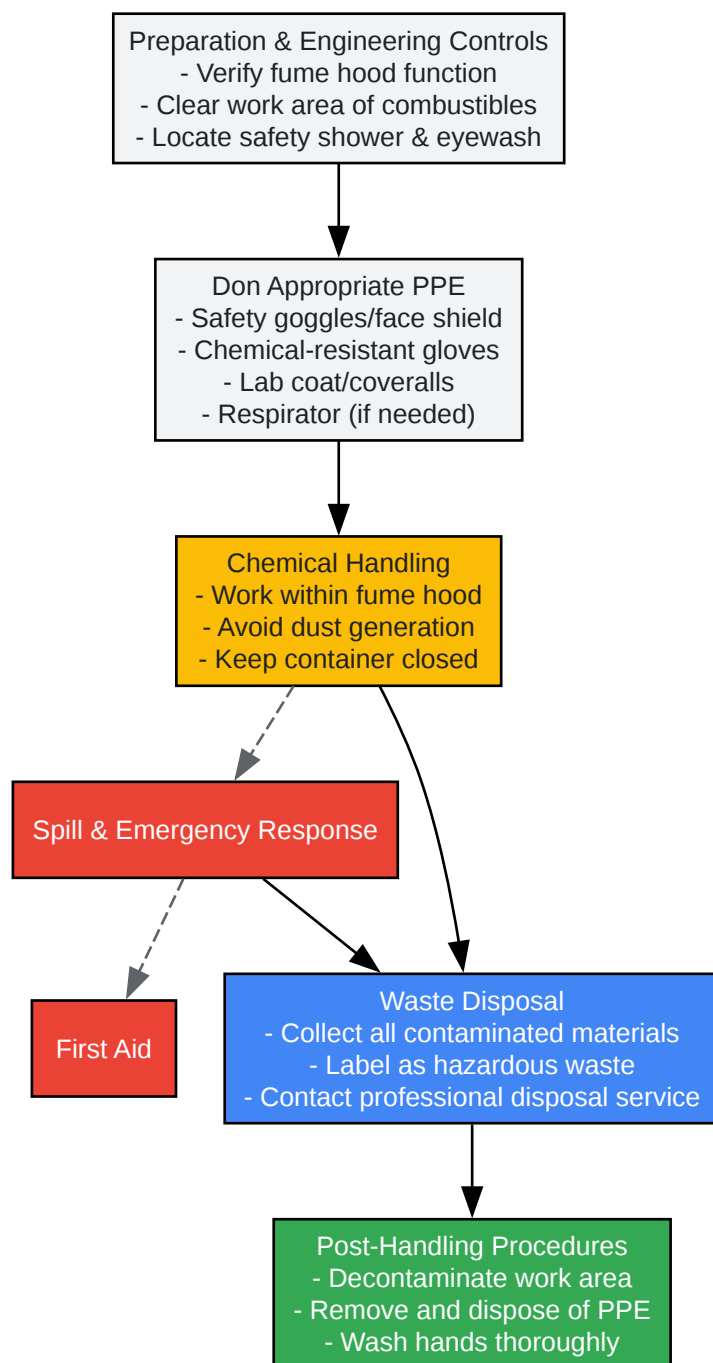 Preparation & Engineering Controls
- Verify fume hood function
- Clear work area of combustibles
- Locate safety shower & eyewash
Don Appropriate PPE
- Safety goggles/face shield
- Chemical-resistant gloves
- Lab coat/coveralls
- Respirator (if needed)
Chemical Handling
- Work within fume hood
- Avoid dust generation
- Keep container closed
Spill & Emergency Response
First Aid
Waste Disposal
- Collect all contaminated materials
- Label as hazardous waste
- Contact professional disposal service
Post-Handling Procedures
- Decontaminate work area
- Remove and dispose of PPE
- Wash hands thoroughly